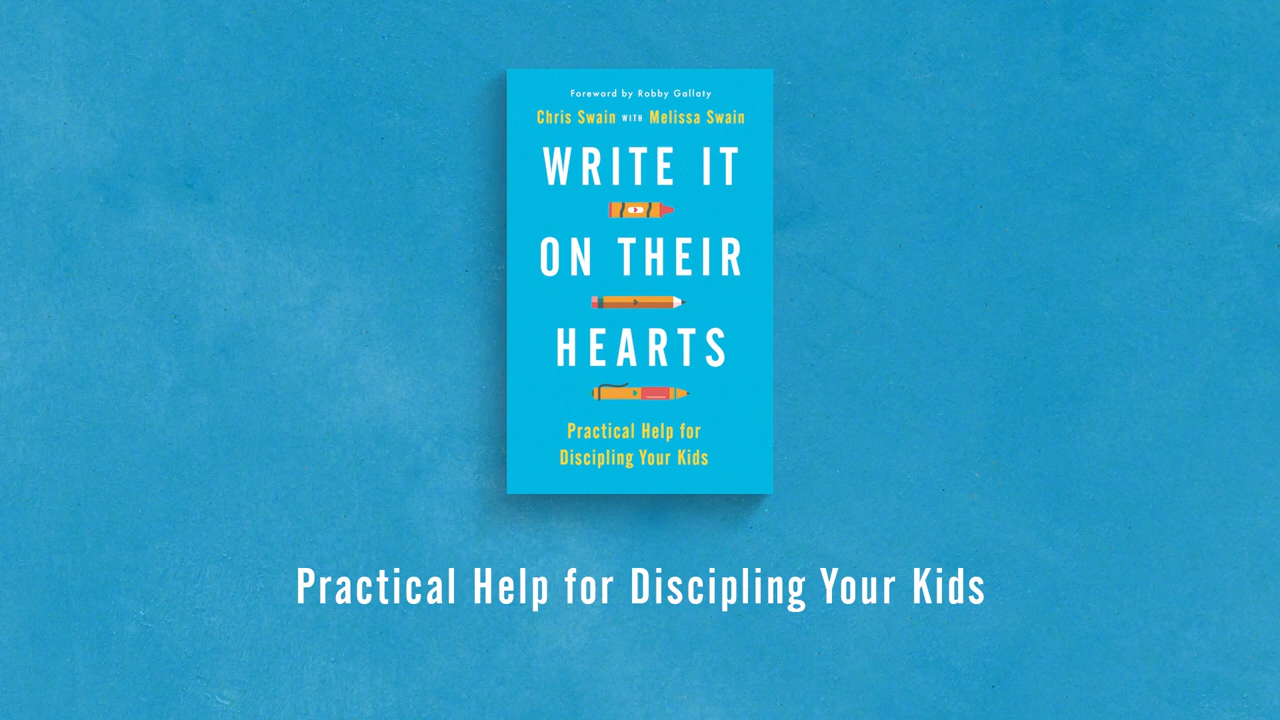 Foreword by Robby Gallaty
Chris Swain WITH Melissa Swain
WRITE IT
ON THEIR
HEARTS
Practical Help for
Discipling Your Kids
Practical Help for Discipling Your Kids